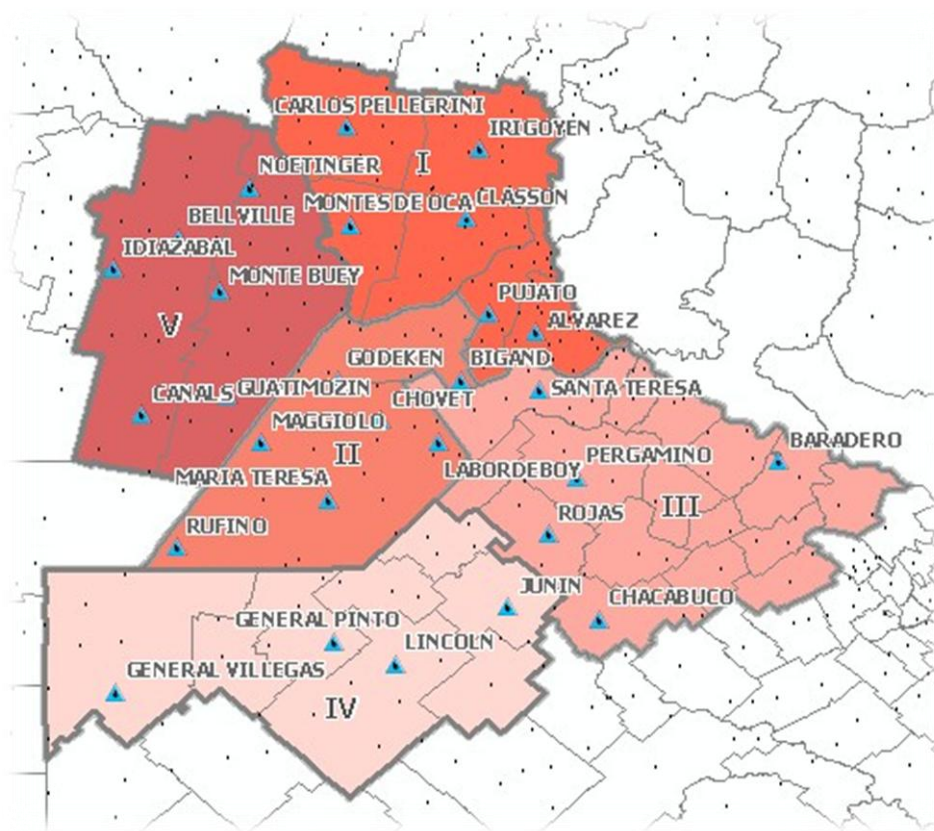 CARLOS PELLEGRINI
IRIGOYEN
I
NOETINGER
MONTES DE OCA
CLASSON
BELL VILLE
IDIAZABAL
MONTE BUEY
PUJATO
V
ALVAREZ
GODEKEN
BIGAND
CANALS
GUATIMOZIN
CHOVET
SANTA TERESA
MAGGIOLO
BARADERO
II
MARIA TERESA
LABORDEBOY
PERGAMINO
III
ROJAS
RUFINO
JUNIN
CHACABUCO
GENERAL PINTO
LINCOLN
GENERAL VILLEGAS
IV